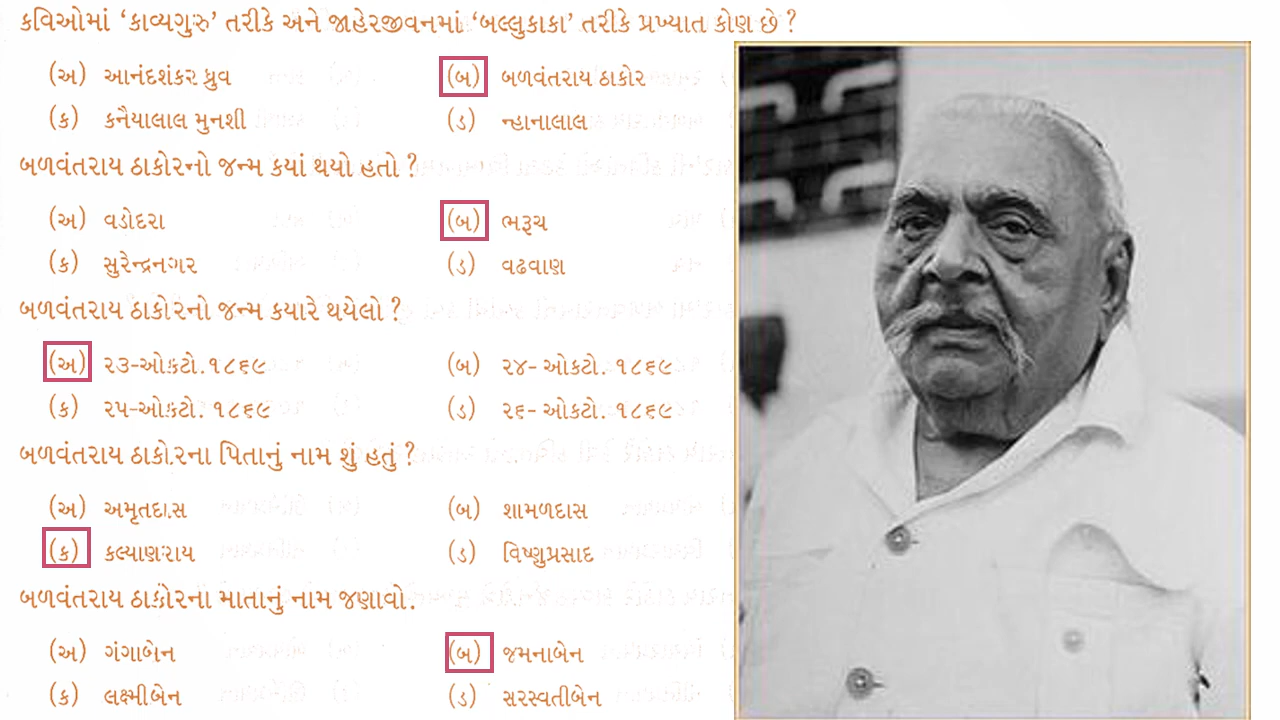 કવિઓમાં ‘કાવ્યગુરુ’ તરીકે અને જાહેરજીવનમાં ‘બલ્લુકાકા’ તરીકે પ્રખ્યાત કોણ છે ?
(અ) આનંદશંકર ધ્રુવ (બ) બળવંતરાય ઠાકોર
(ક) કનૈયાલાલ મુનશી (ડ) ન્હાનાલાલ
બળવંતરાય ઠાકોરનો જન્મ કયાં થયો હતો ?
(અ) વડોદરા (બ) ભરૂચ
(ક) સુરેન્દ્રનગર (ડ) વઢવાણ
બળવંતરાય ઠાકોરનો જન્મ કયારે થયેલો ?
(અ) ૨૩-ઓકટો.૧૮૬૯ (બ) ૨૪- ઓકટો. ૧૮૬૯
(ક) ૨૫-ઓકટો. ૧૮૬૯ (ડ) ૨૬- ઓકટો. ૧૮૬૯
બળવંતરાય ઠાકોરના પિતાનું નામ શું હતું ?
(અ) અમૃતદાસ (બ) શામળદાસ
(ક) કલ્યાણરાય (ડ) વિષ્ણુપ્રસાદ
બળવંતરાય ઠાકોરના માતાનું નામ જણાવો.
(અ) ગંગાબેન (બ) જમનાબેન
(ક) લક્ષ્મીબેન (ડ) સરસ્વતીબેન